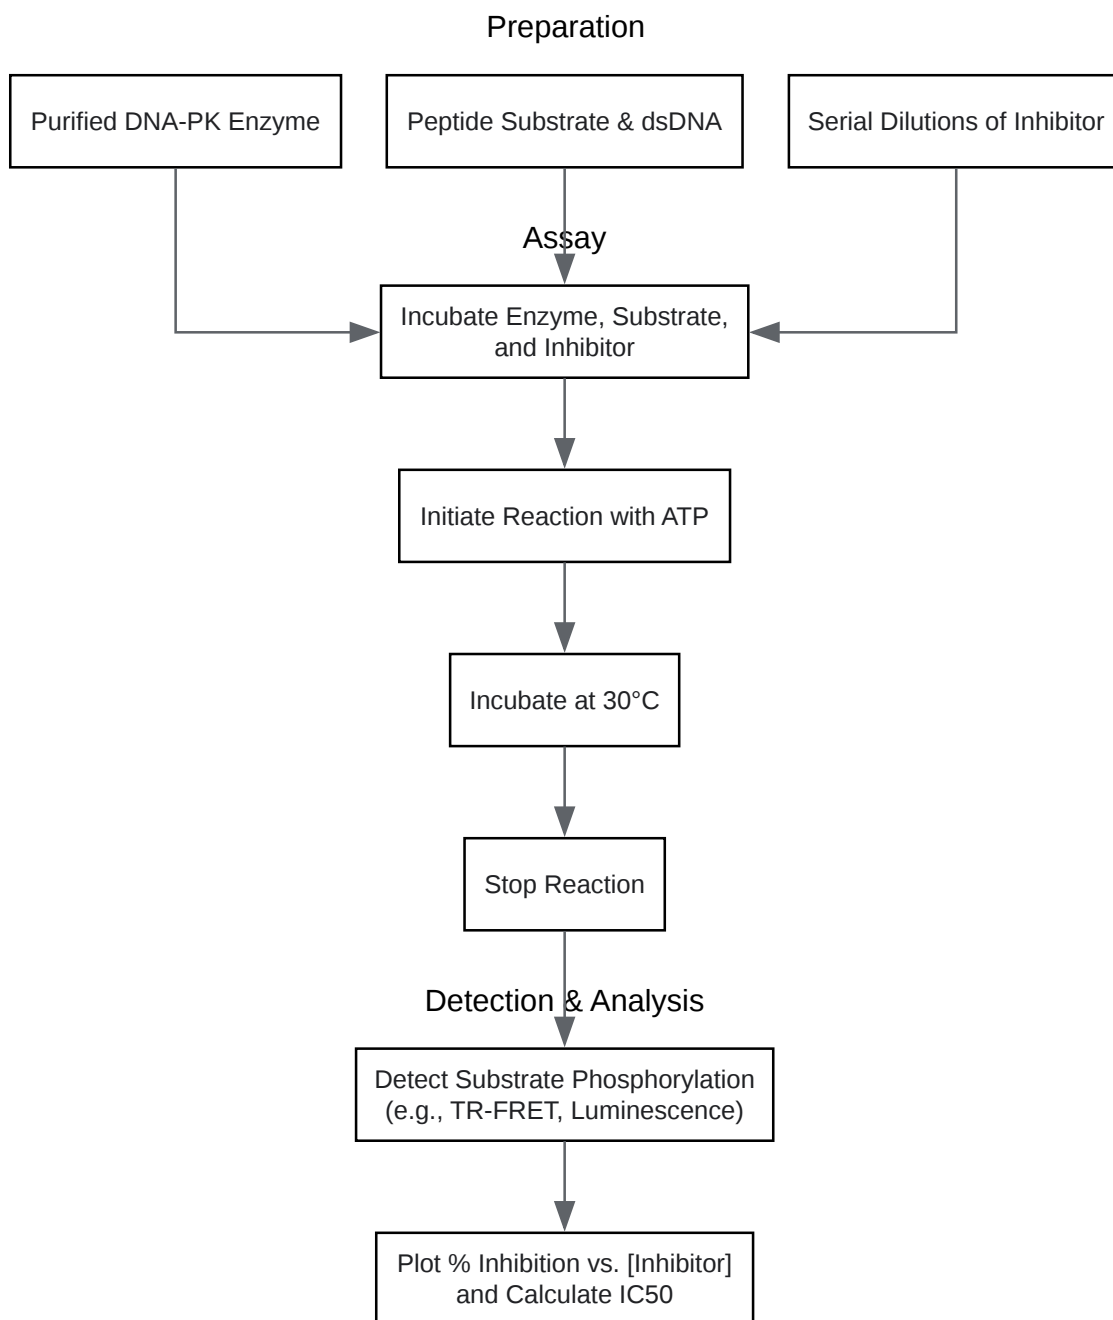 Preparation
Purified DNA-PK Enzyme
Peptide Substrate & dsDNA
Serial Dilutions of Inhibitor
Assay
Incubate Enzyme, Substrate,
and Inhibitor
Initiate Reaction with ATP
Incubate at 30°C
Stop Reaction
Detection & Analysis
Detect Substrate Phosphorylation
(e.g., TR-FRET, Luminescence)
Plot % Inhibition vs. [Inhibitor]
and Calculate IC50